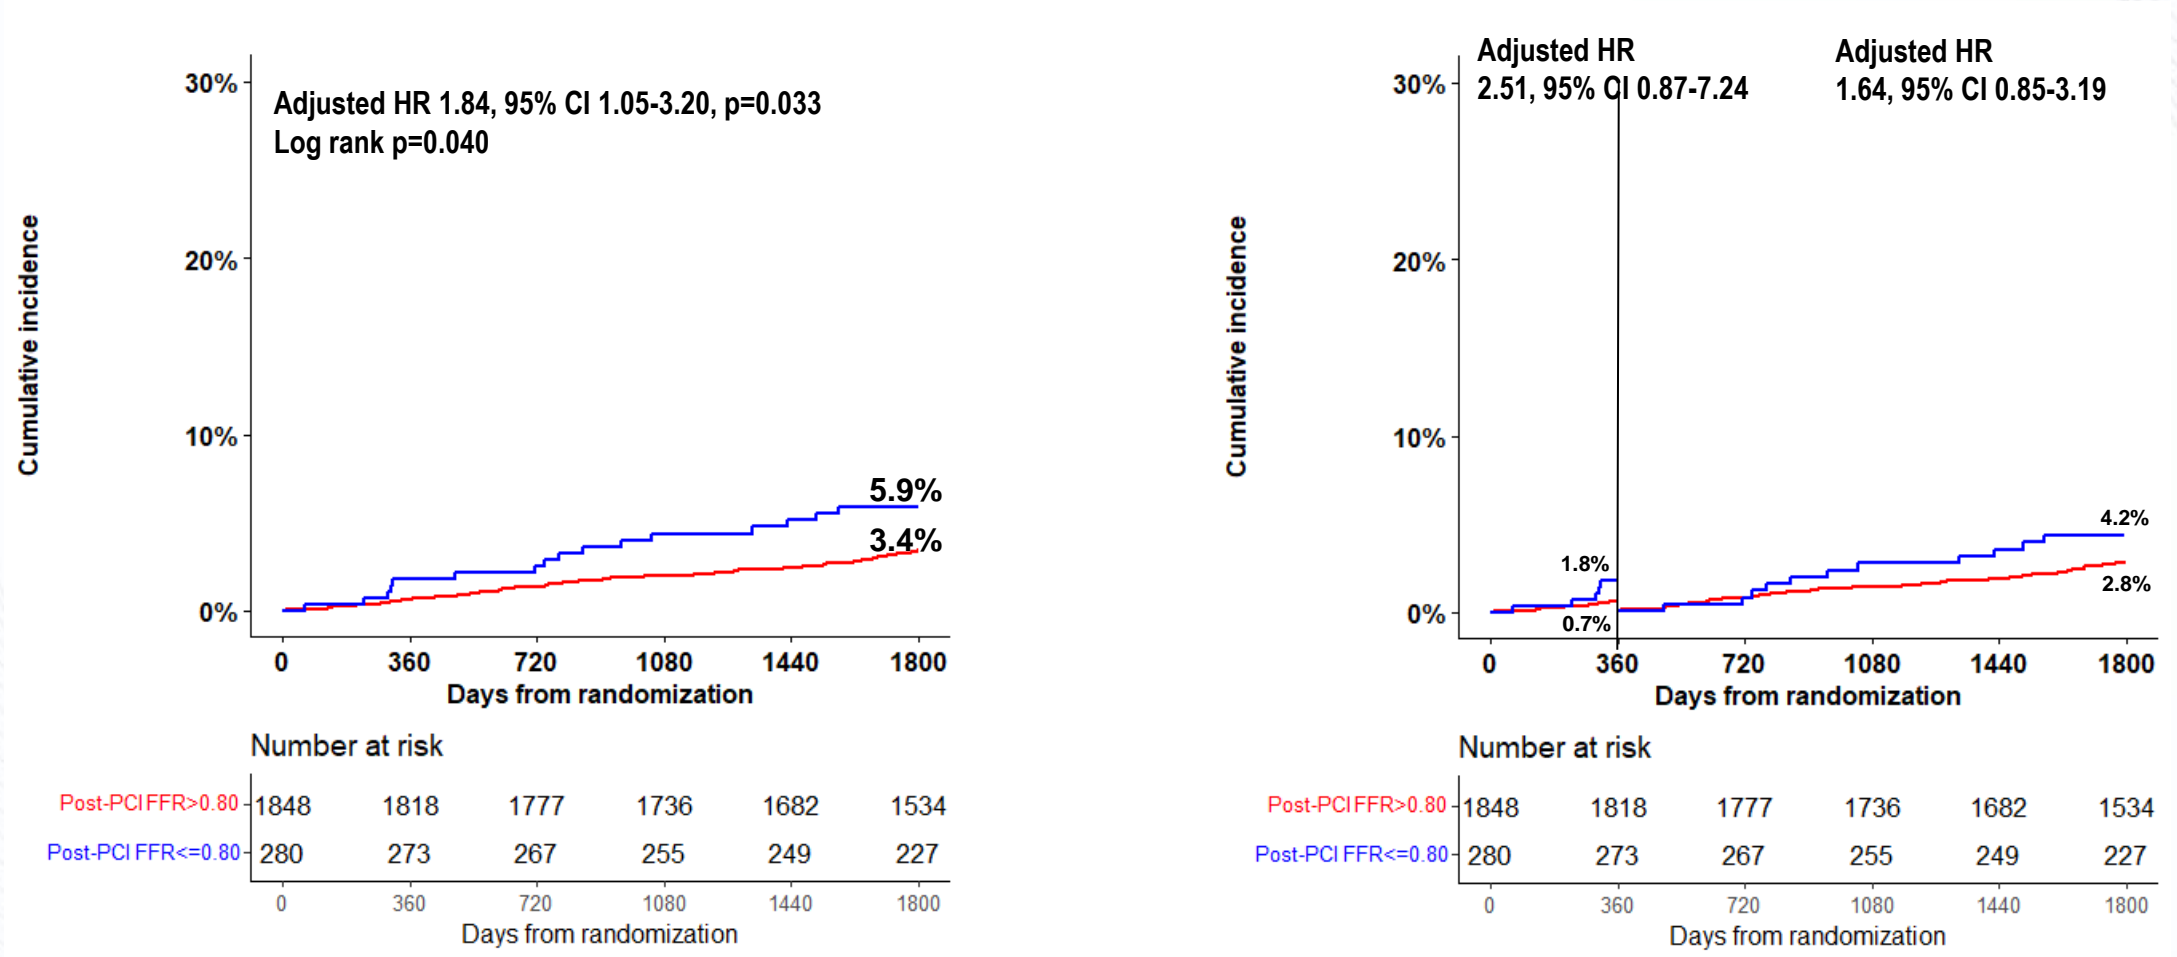 30%
Adjusted HR 1.84, 95% CI 1.05-3.20, p=0.033
Log rank p=0.040
20%
10%
0%
Cumulative incidence
5.9%
3.4%
0 360 720 1080 1440 1800
Days from randomization
Number at risk
Post-PCI FFR>0.80 1848 1818 1777 1736 1682 1534
Post-PCI FFR<=0.80 280 273 267 255 249 227
0 360 720 1080 1440 1800
Days from randomization
Adjusted HR
2.51, 95% CI 0.87-7.24
Adjusted HR
1.64, 95% CI 0.85-3.19
30%
20%
10%
0%
Cumulative incidence
1.8%
0.7%
4.2%
2.8%
0 360 720 1080 1440 1800
Days from randomization
Number at risk
Post-PCI FFR>0.80 1848 1818 1777 1736 1682 1534
Post-PCI FFR<=0.80 280 273 267 255 249 227
0 360 720 1080 1440 1800
Days from randomization